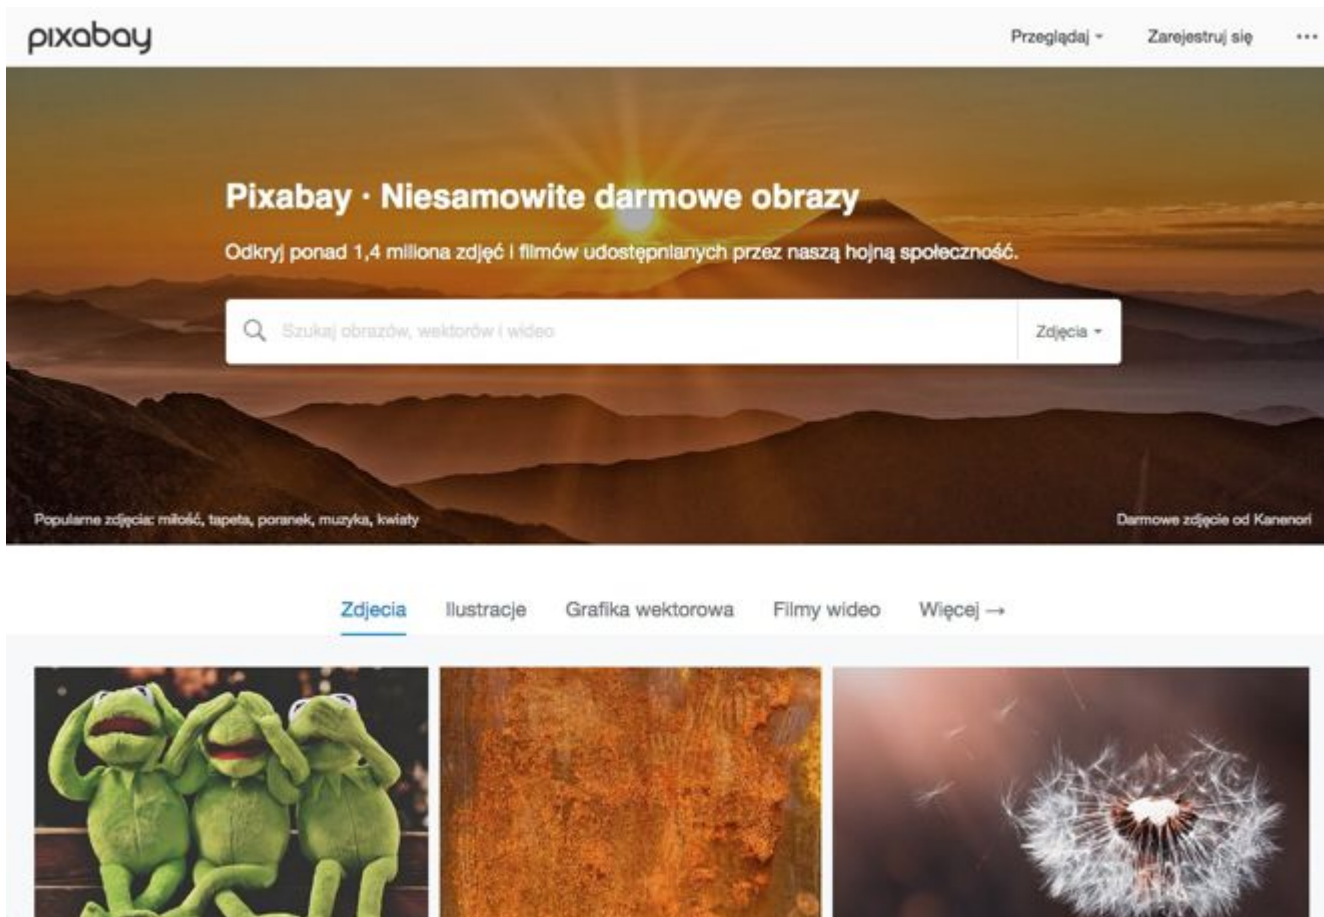 pixabay
Przeglądaj
Zarejestruj się
Pixabay · Niesamowite darmowe obrazy
Odkryj ponad 1,4 miliona zdjęć i filmów udostępnianych przez naszą hojną społeczność.
Szukaj obrazów, wektorów i wideo
Zdjęcia
Popularne zdjęcia: miłość, tapeta, poranek, muzyka, kwiaty
Darmowe zdjęcie od Kanenori
Zdjecia
Ilustracje
Grafika wektorowa
Filmy wideo
Więcej →